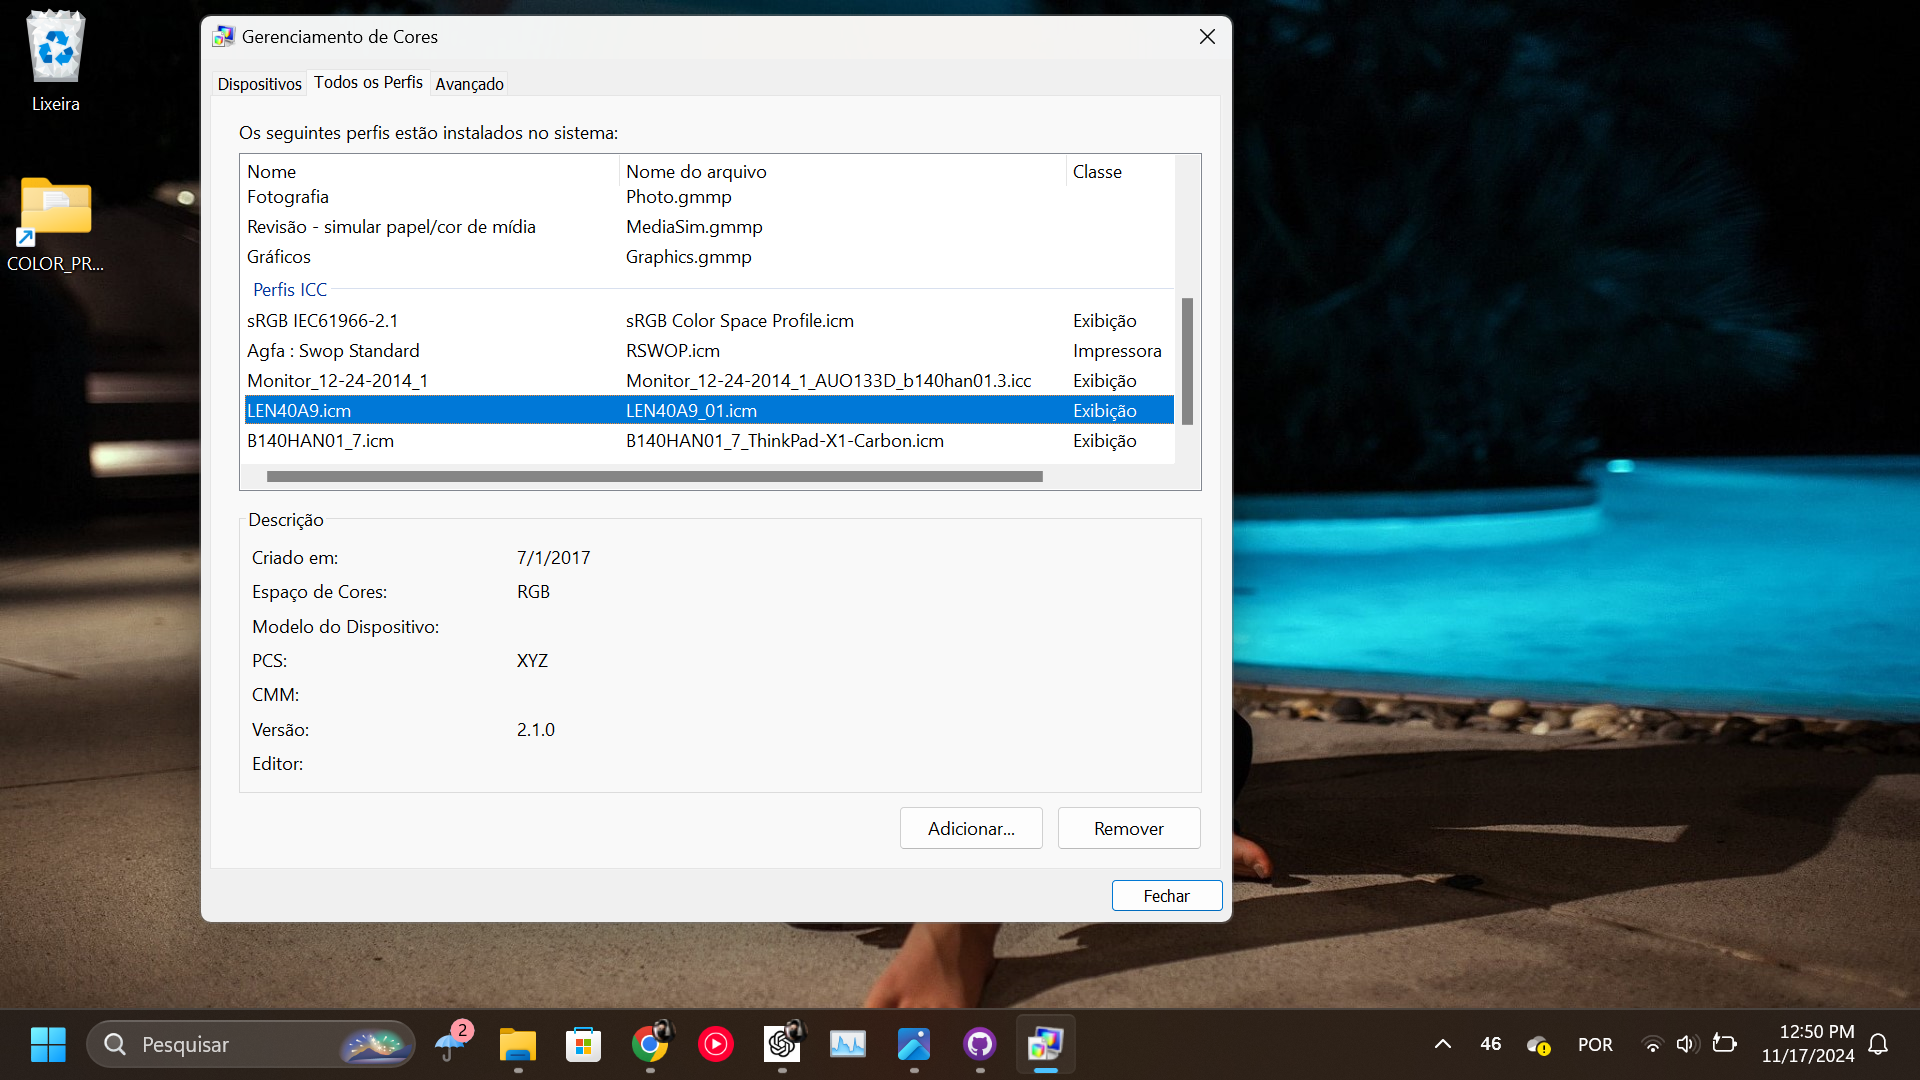 Lixeira
COLOR_PR...
Gerenciamento de Cores
Dispositivos Todos os Perfis Avançado
Os seguintes perfis estão instalados no sistema:
Nome Nome do arquivo Classe
Fotografia Photo.gmmp
Revisão - simular papel/cor de mídia MediaSim.gmmp
Gráficos Graphics.gmmp
Perfis ICC
sRGB IEC61966-2.1 sRGB Color Space Profile.icm Exibição
Agfa : Swop Standard RSWOP.icm Impressora
Monitor_12-24-2014_1 Monitor_12-24-2014_1_AUO133D_b140han01.3.icc Exibição
LEN40A9.icm LEN40A9_01.icm Exibição
B140HAN01_7.icm B140HAN01_7_ThinkPad-X1-Carbon.icm Exibição
Descrição
Criado em: 7/1/2017
Espaço de Cores: RGB
Modelo do Dispositivo:
PCS: XYZ
CMM:
Versão: 2.1.0
Editor:
Adicionar... Remover
Fechar
Pesquisar 2 46 POR 12:50 PM
11/17/2024